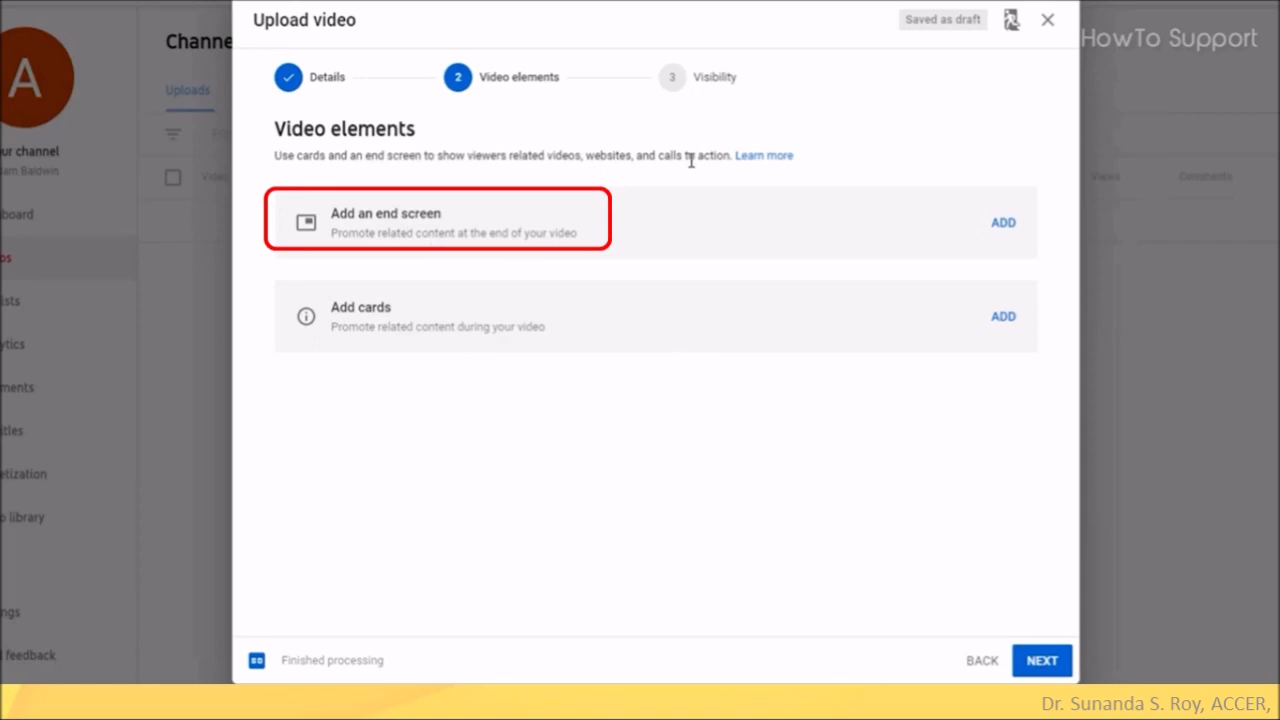 Upload video
Saved as draft
HowTo Support
A
Channe
Details
2
Video elements
3
Visibility
Uploads
Video elements
ur channel
Use cards and an end screen to show viewers related videos, websites, and calls to action. Learn more
am Baldwin
Video
Views
Comments
Add an end screen
board
Promote related content at the end of your video
ADD
os
ists
Add cards
Promote related content during your video
ADD
ytics
ments
itles
etization
o library
ngs
feedback
Finished processing
BACK
NEXT
Dr. Sunanda S. Roy, ACCER,